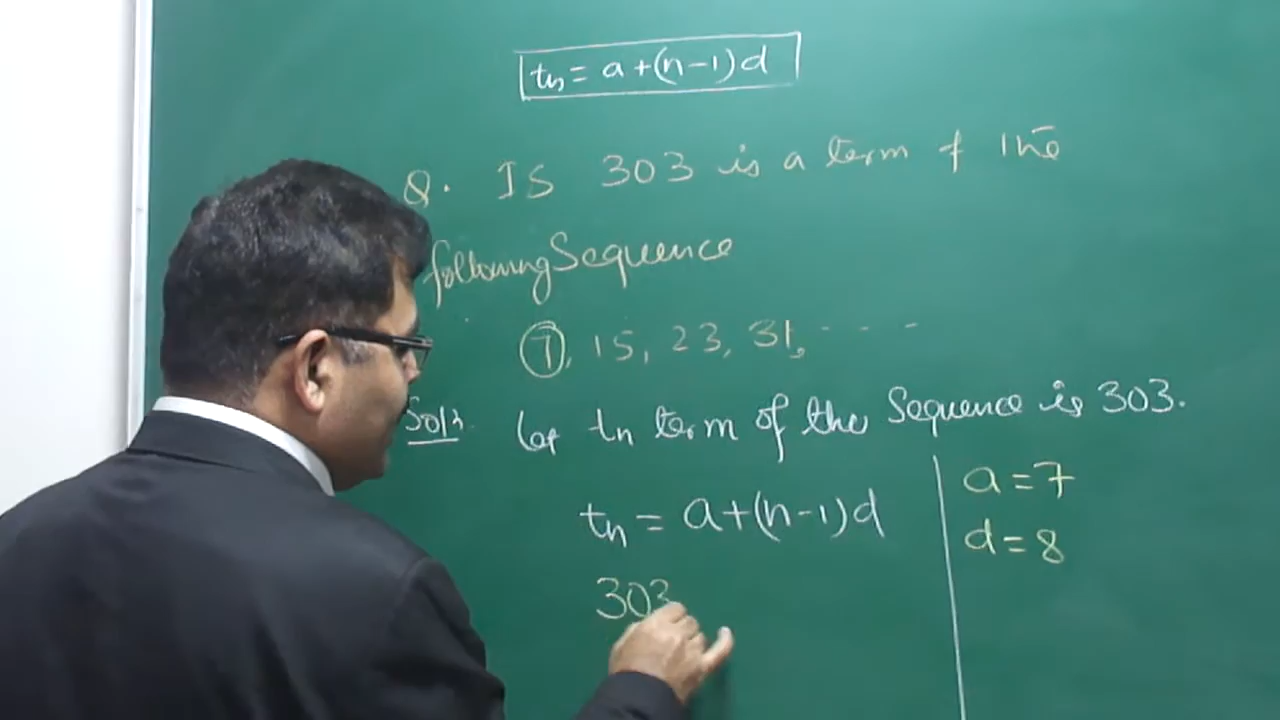 tn = a+(n-1)d
Q. IS 303 is a term of the
following Sequence
7, 15, 23, 31, - - -
Soln. Let tn term of the Sequence is 303.
tn = a+(n-1)d
303
a = 7
d = 8